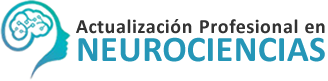 Actualización Profesional en
NEUROCIENCIAS